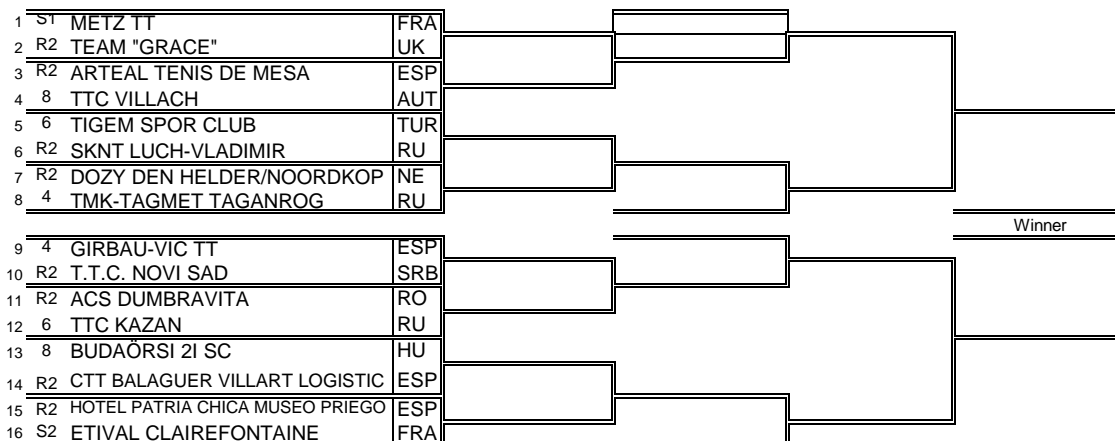 1 S1 METZ TT FRA
2 R2 TEAM "GRACE" UK
3 R2 ARTEAL TENIS DE MESA ESP
4 8 TTC VILLACH AUT
5 6 TIGEM SPOR CLUB TUR
6 R2 SKNT LUCH-VLADIMIR RU
7 R2 DOZY DEN HELDER/NOORDKOP NE
8 4 TMK-TAGMET TAGANROG RU
Winner
9 4 GIRBAU-VIC TT ESP
10 R2 T.T.C. NOVI SAD SRB
11 R2 ACS DUMBRAVITA RO
12 6 TTC KAZAN RU
13 8 BUDAÖRSI 2I SC HU
14 R2 CTT BALAGUER VILLART LOGISTIC ESP
15 R2 HOTEL PATRIA CHICA MUSEO PRIEGO ESP
16 S2 ETIVAL CLAIREFONTAINE FRA